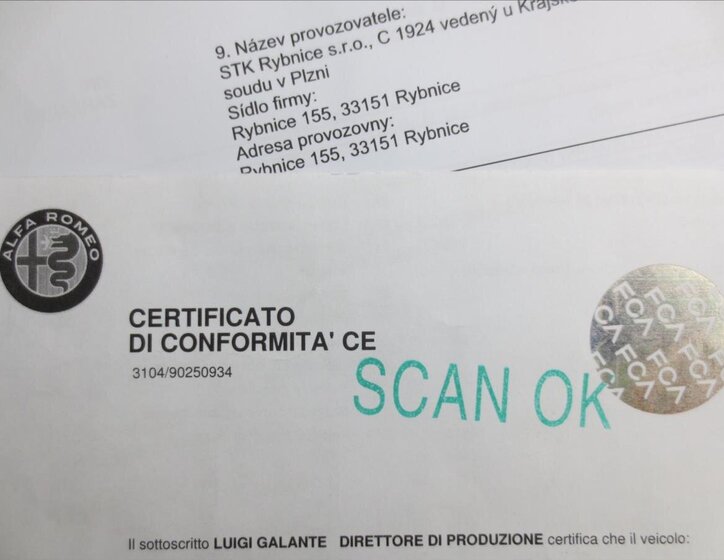 9. Název provozovatele:
STK Rybnice s.r.o., C 1924 vedený u Krajské
soudu v Plzni
Sídlo firmy:
Rybnice 155, 33151 Rybnice
Adresa provozovny:
Rybnice 155, 33151 Rybnice
ALFA ROMEO
CERTIFICATO
DI CONFORMITA' CE
3104/90250934
SCAN OK
FCA FCA FCA
FCA FCA FCA
Il sottoscritto LUIGI GALANTE DIRETTORE DI PRODUZIONE certifica che il veicolo: